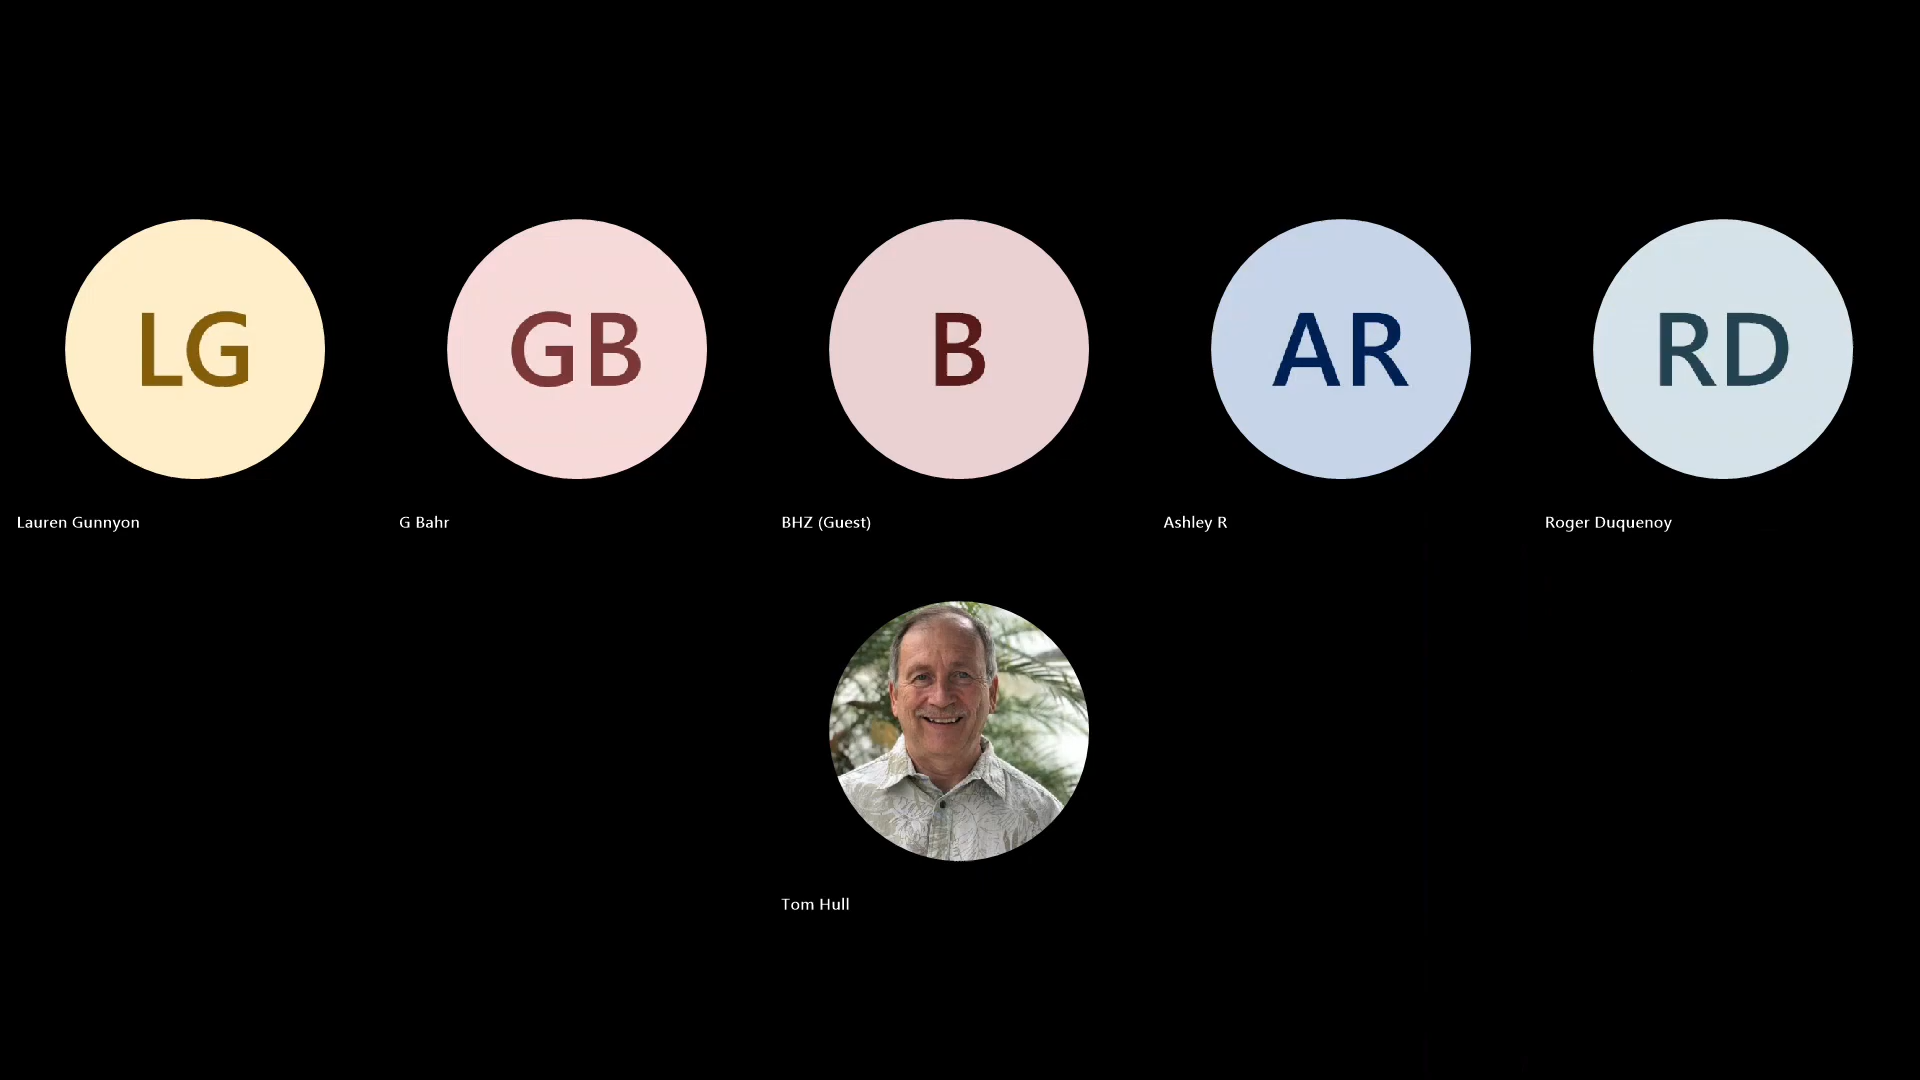 LG
GB
B
AR
RD
Lauren Gunnyon
G Bahr
BHZ (Guest)
Ashley R
Roger Duquenoy
Tom Hull